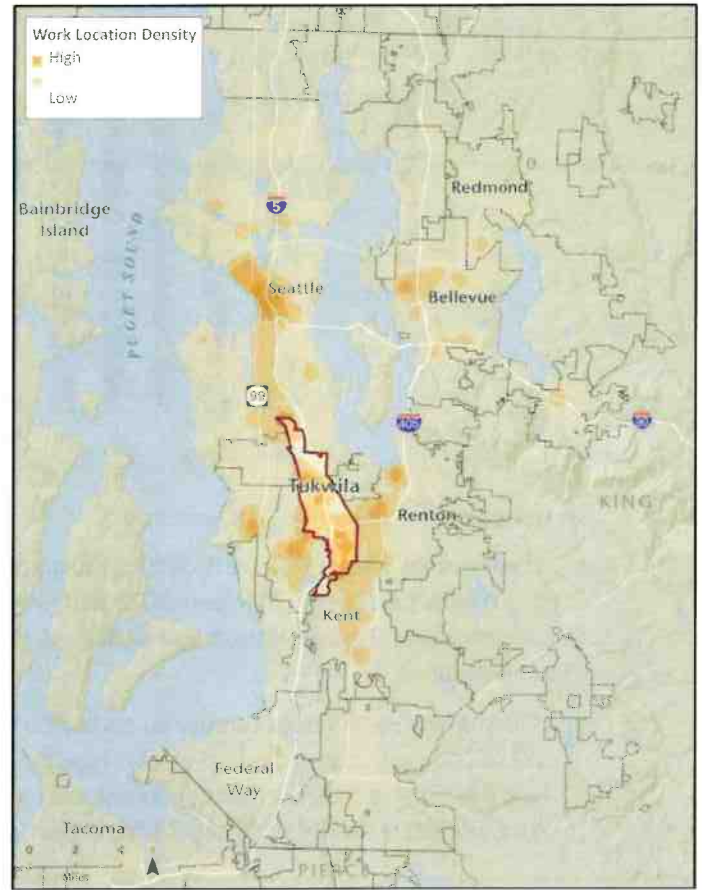 Work Location Density
High
Low
Bainbridge
Island
PUGET SOUND
5
Redmond
Seattle
Bellevue
99
405
90
Tukwila
Renton
KING
Kent
Federal
Way
Tacoma
0 2 4
Miles
PIERCE